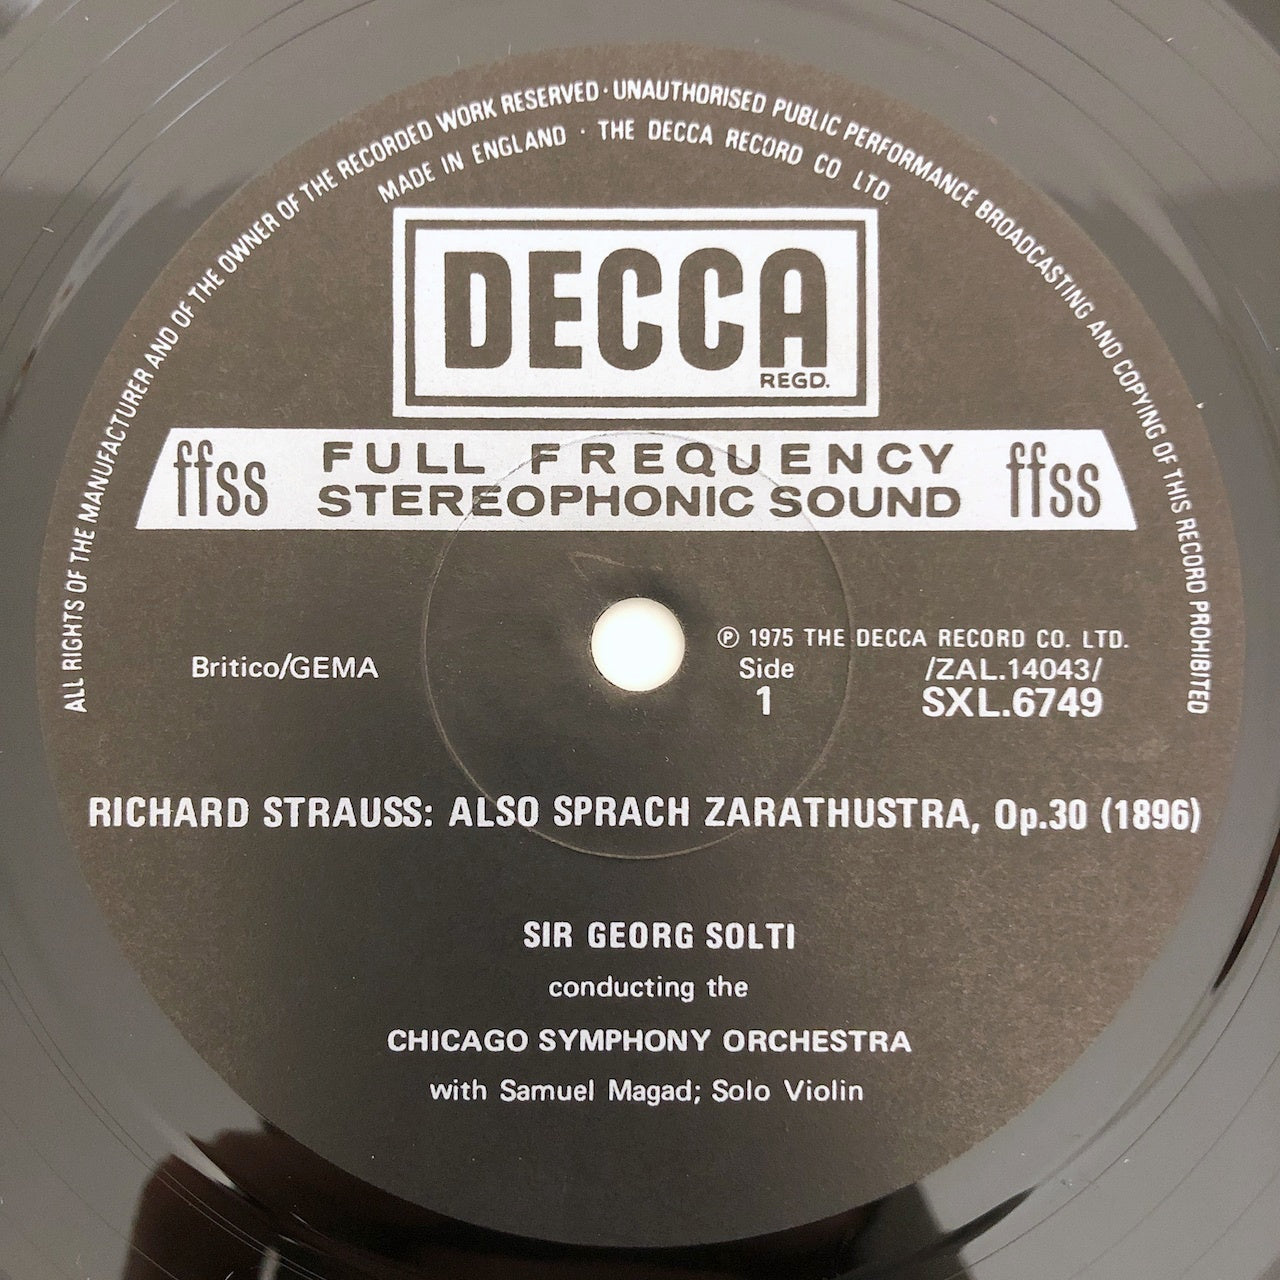 ALL RIGHTS OF THE MANUFACTURER AND OF THE OWNER OF THE RECORDED WORK RESERVED · UNAUTHORISED PUBLIC PERFORMANCE BROADCASTING AND COPYING OF THIS RECORD PROHIBITED
MADE IN ENGLAND · THE DECCA RECORD CO LTD.
DECCA
REGD.
ffss FULL FREQUENCY ffss
STEREOPHONIC SOUND
℗ 1975 THE DECCA RECORD CO. LTD.
Britico/GEMA Side /ZAL.14043/
1 SXL.6749
RICHARD STRAUSS: ALSO SPRACH ZARATHUSTRA, Op.30 (1896)
SIR GEORG SOLTI
conducting the
CHICAGO SYMPHONY ORCHESTRA
with Samuel Magad; Solo Violin